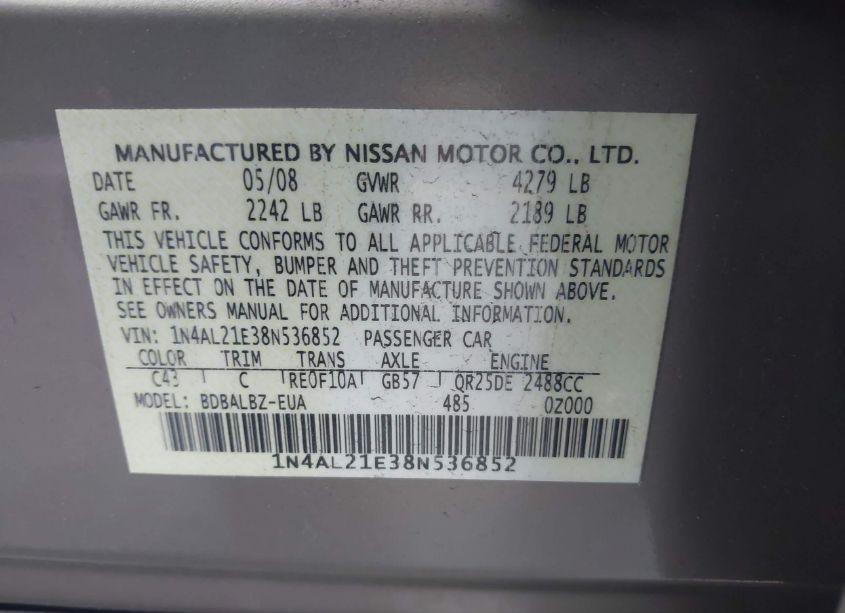 MANUFACTURED BY NISSAN MOTOR CO., LTD.
DATE 05/08 GVWR 4279 LB
GAWR FR. 2242 LB GAWR RR. 2189 LB
THIS VEHICLE CONFORMS TO ALL APPLICABLE FEDERAL MOTOR
VEHICLE SAFETY, BUMPER AND THEFT PREVENTION STANDARDS
IN EFFECT ON THE DATE OF MANUFACTURE SHOWN ABOVE.
SEE OWNERS MANUAL FOR ADDITIONAL INFORMATION.
VIN: 1N4AL21E38N536852 PASSENGER CAR
COLOR TRIM TRANS AXLE ENGINE
C43 C RE0F10A GB57 QR25DE 2488CC
MODEL: BDBALBZ-EUA 485 0Z000
1N4AL21E38N536852